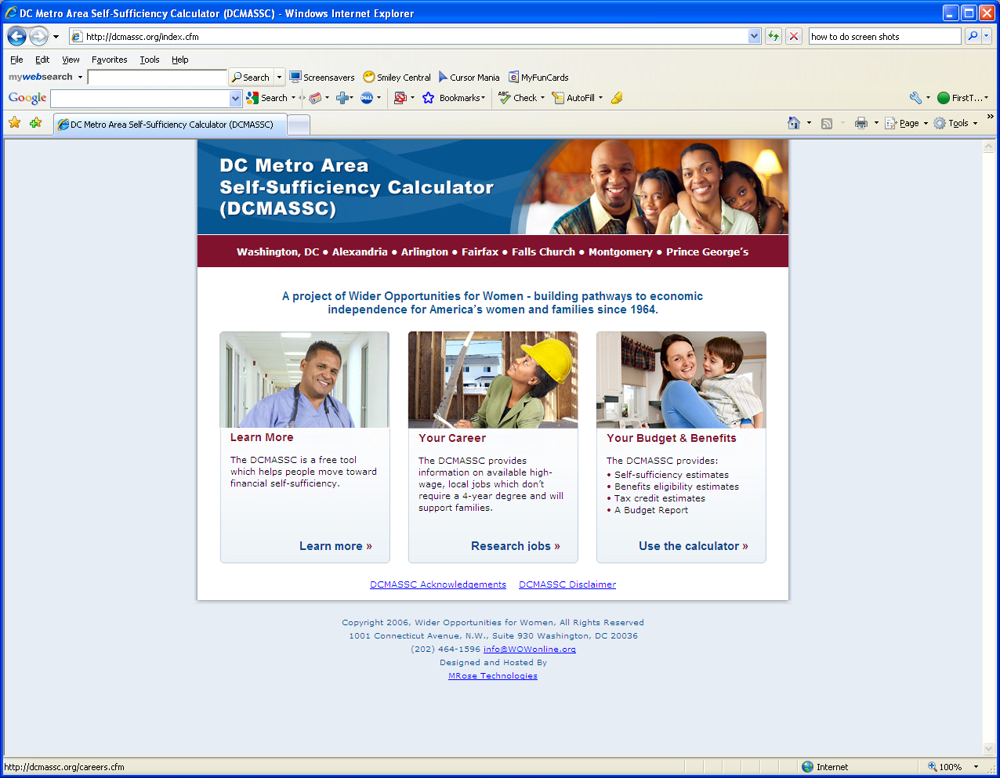 DC Metro Area Self-Sufficiency Calculator (DCMASSC) - Windows Internet Explorer
http://dcmassc.org/index.cfm
how to do screen shots
File Edit View Favorites Tools Help
mywebsearch Search Screensavers Smiley Central Cursor Mania MyFunCards
Google Search DELL Bookmarks ABC Check AutoFill FirstT...
DC Metro Area Self-Sufficiency Calculator (DCMASSC) Page Tools »
DC Metro Area
Self-Sufficiency Calculator
(DCMASSC)
Washington, DC • Alexandria • Arlington • Fairfax • Falls Church • Montgomery • Prince George's
A project of Wider Opportunities for Women - building pathways to economic
independence for America's women and families since 1964.
Learn More
The DCMASSC is a free tool
which helps people move toward
financial self-sufficiency.
Learn more »
Your Career
The DCMASSC provides
information on available high-
wage, local jobs which don't
require a 4-year degree and will
support families.
Research jobs »
Your Budget & Benefits
The DCMASSC provides:
• Self-sufficiency estimates
• Benefits eligibility estimates
• Tax credit estimates
• A Budget Report
Use the calculator »
DCMASSC Acknowledgements DCMASSC Disclaimer
Copyright 2006, Wider Opportunities for Women, All Rights Reserved
1001 Connecticut Avenue, N.W., Suite 930 Washington, DC 20036
(202) 464-1596 info@WOWonline.org
Designed and Hosted By
MRose Technologies
http://dcmassc.org/careers.cfm Internet 100%